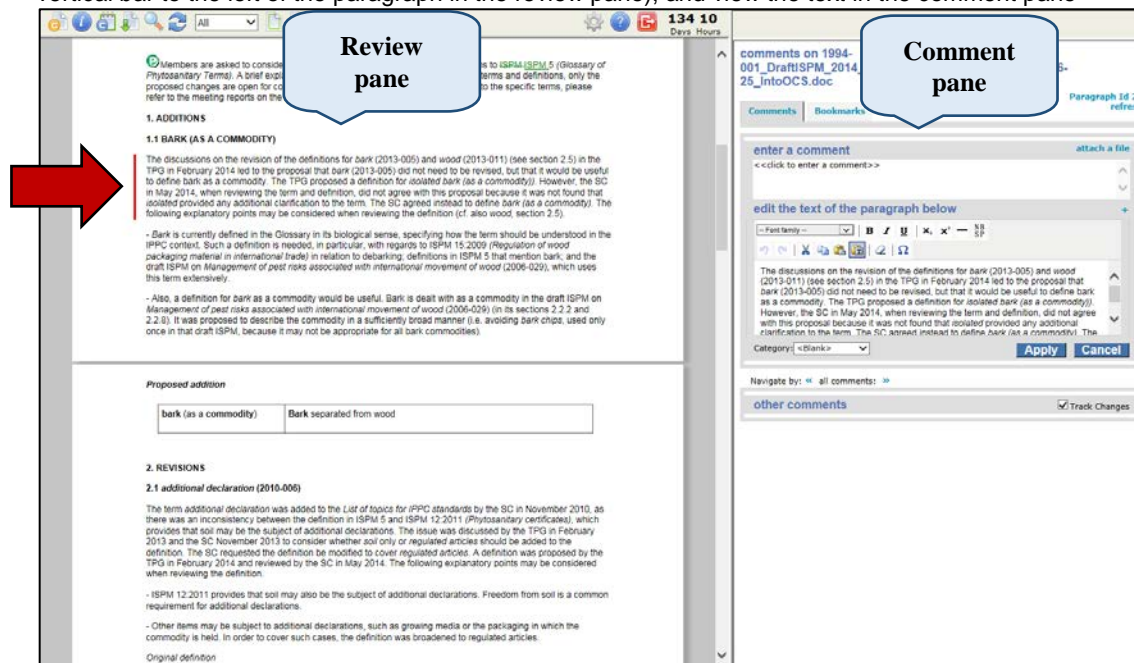 vertical bar to the left of the paragraph in the review pane), and view the text in the comment pane
All
134 10
Days Hours
Review
pane
Comment
pane
Members are asked to conside
s to ISPM ISPM 5 (Glossary of
Phytosanitary Terms). A brief expl
terms and definitions, only the
proposed changes are open for co
to the specific terms, please
refer to the meeting reports on the
1. ADDITIONS
1.1 BARK (AS A COMMODITY)
The discussions on the revision of the definitions for bark (2013-005) and wood (2013-011) (see section 2.5) in the
TPG in February 2014 led to the proposal that bark (2013-005) did not need to be revised, but that it would be useful
to define bark as a commodity. The TPG proposed a definition for isolated bark (as a commodity)). However, the SC
in May 2014, when reviewing the term and definition, did not agree with this proposal because it was not found that
isolated provided any additional clarification to the term. The SC agreed instead to define bark (as a commodity). The
following explanatory points may be considered when reviewing the definition (cf. also wood, section 2.5).
- Bark is currently defined in the Glossary in its biological sense, specifying how the term should be understood in the
IPPC context. Such a definition is needed, in particular, with regards to ISPM 15:2009 (Regulation of wood
packaging material in international trade) in relation to debarking; definitions in ISPM 5 that mention bark; and the
draft ISPM on Management of pest risks associated with international movement of wood (2006-029), which uses
this term extensively.
- Also, a definition for bark as a commodity would be useful. Bark is dealt with as a commodity in the draft ISPM on
Management of pest risks associated with international movement of wood (2006-029) (in its sections 2.2.2 and
2.2.8). It was proposed to describe the commodity in a sufficiently broad manner (i.e. avoiding bark chips, used only
once in that draft ISPM, because it may not be appropriate for all bark commodities).
Proposed addition
bark (as a commodity) Bark separated from wood
2. REVISIONS
2.1 additional declaration (2010-006)
The term additional declaration was added to the List of topics for IPPC standards by the SC in November 2010, as
there was an inconsistency between the definition in ISPM 5 and ISPM 12:2011 (Phytosanitary certificates), which
provides that soil may be the subject of additional declarations. The issue was discussed by the TPG in February
2013 and the SC November 2013 to consider whether soil only or regulated articles should be added to the
definition. The SC requested the definition be modified to cover regulated articles. A definition was proposed by the
TPG in February 2014 and reviewed by the SC in May 2014. The following explanatory points may be considered
when reviewing the definition.
- ISPM 12:2011 provides that soil may also be the subject of additional declarations. Freedom from soil is a common
requirement for additional declarations.
- Other items may be subject to additional declarations, such as growing media or the packaging in which the
commodity is held. In order to cover such cases, the definition was broadened to regulated articles.
Original definition
comments on 1994-
001_DraftISPM_2014_
6-
25_IntoOCS.doc
Paragraph Id 2
refre
Comments Bookmarks
enter a comment attach a file
<<click to enter a comment>>
edit the text of the paragraph below +
-- Font family -- B I U x, x' — NB SP
Ω
The discussions on the revision of the definitions for bark (2013-005) and wood
(2013-011) (see section 2.5) in the TPG in February 2014 led to the proposal that
bark (2013-005) did not need to be revised, but that it would be useful to define bark
as a commodity. The TPG proposed a definition for isolated bark (as a commodity)).
However, the SC in May 2014, when reviewing the term and definition, did not agree
with this proposal because it was not found that isolated provided any additional
clarification to the term. The SC agreed instead to define bark (as a commodity). The
Category: <Blank> Apply Cancel
Navigate by: « all comments: »
other comments Track Changes